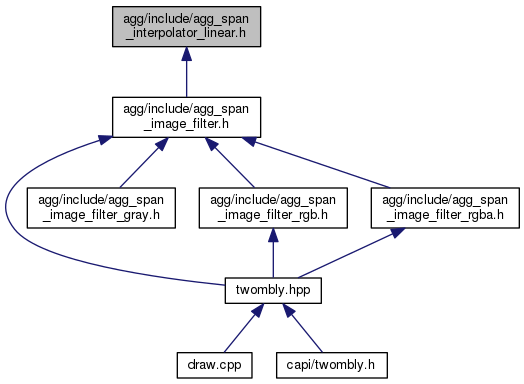 agg/include/agg_span
_interpolator_linear.h
agg/include/agg_span
_image_filter.h
agg/include/agg_span
_image_filter_gray.h
agg/include/agg_span
_image_filter_rgb.h
agg/include/agg_span
_image_filter_rgba.h
twombly.hpp
draw.cpp
capi/twombly.h